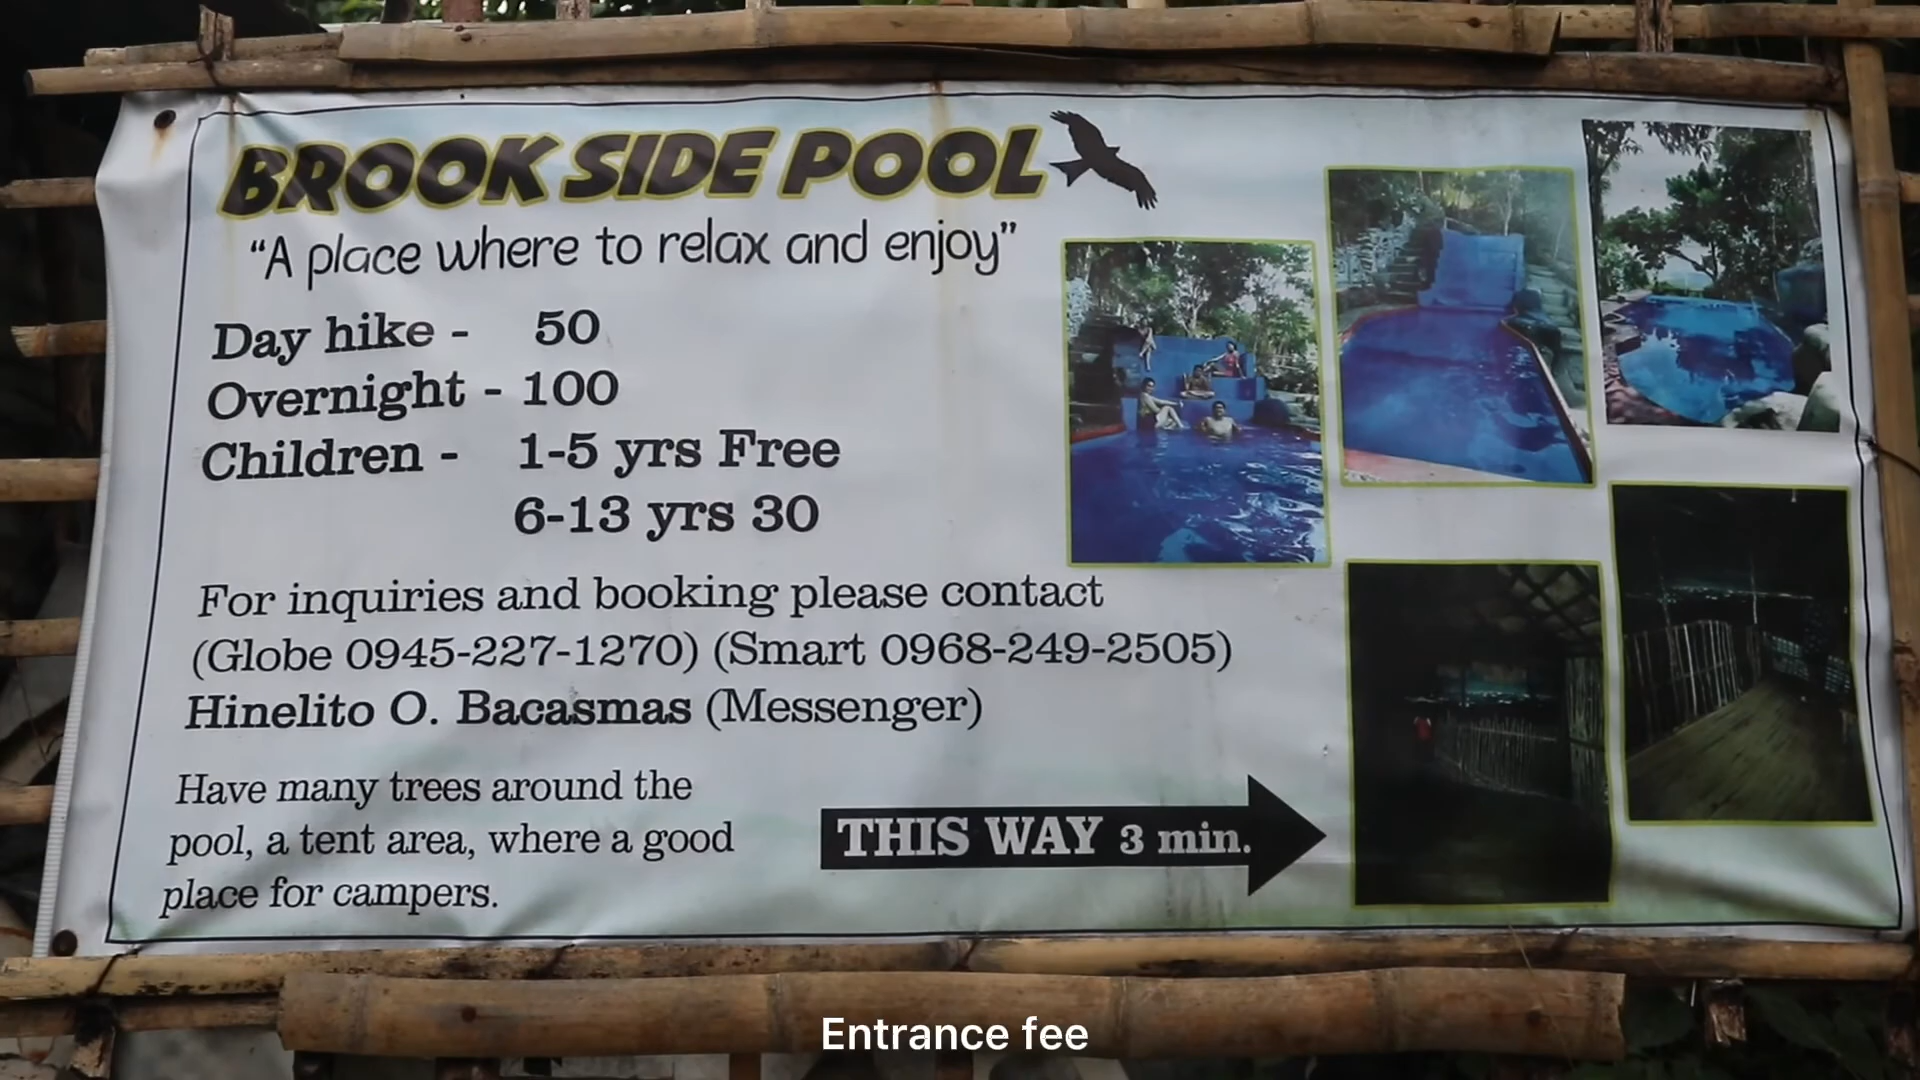 BROOK SIDE POOL
“A place where to relax and enjoy”
Day hike - 50
Overnight - 100
Children - 1-5 yrs Free
6-13 yrs 30
For inquiries and booking please contact
(Globe 0945-227-1270) (Smart 0968-249-2505)
Hinelito O. Bacasmas (Messenger)
Have many trees around the
pool, a tent area, where a good
place for campers.
THIS WAY 3 min.
Entrance fee